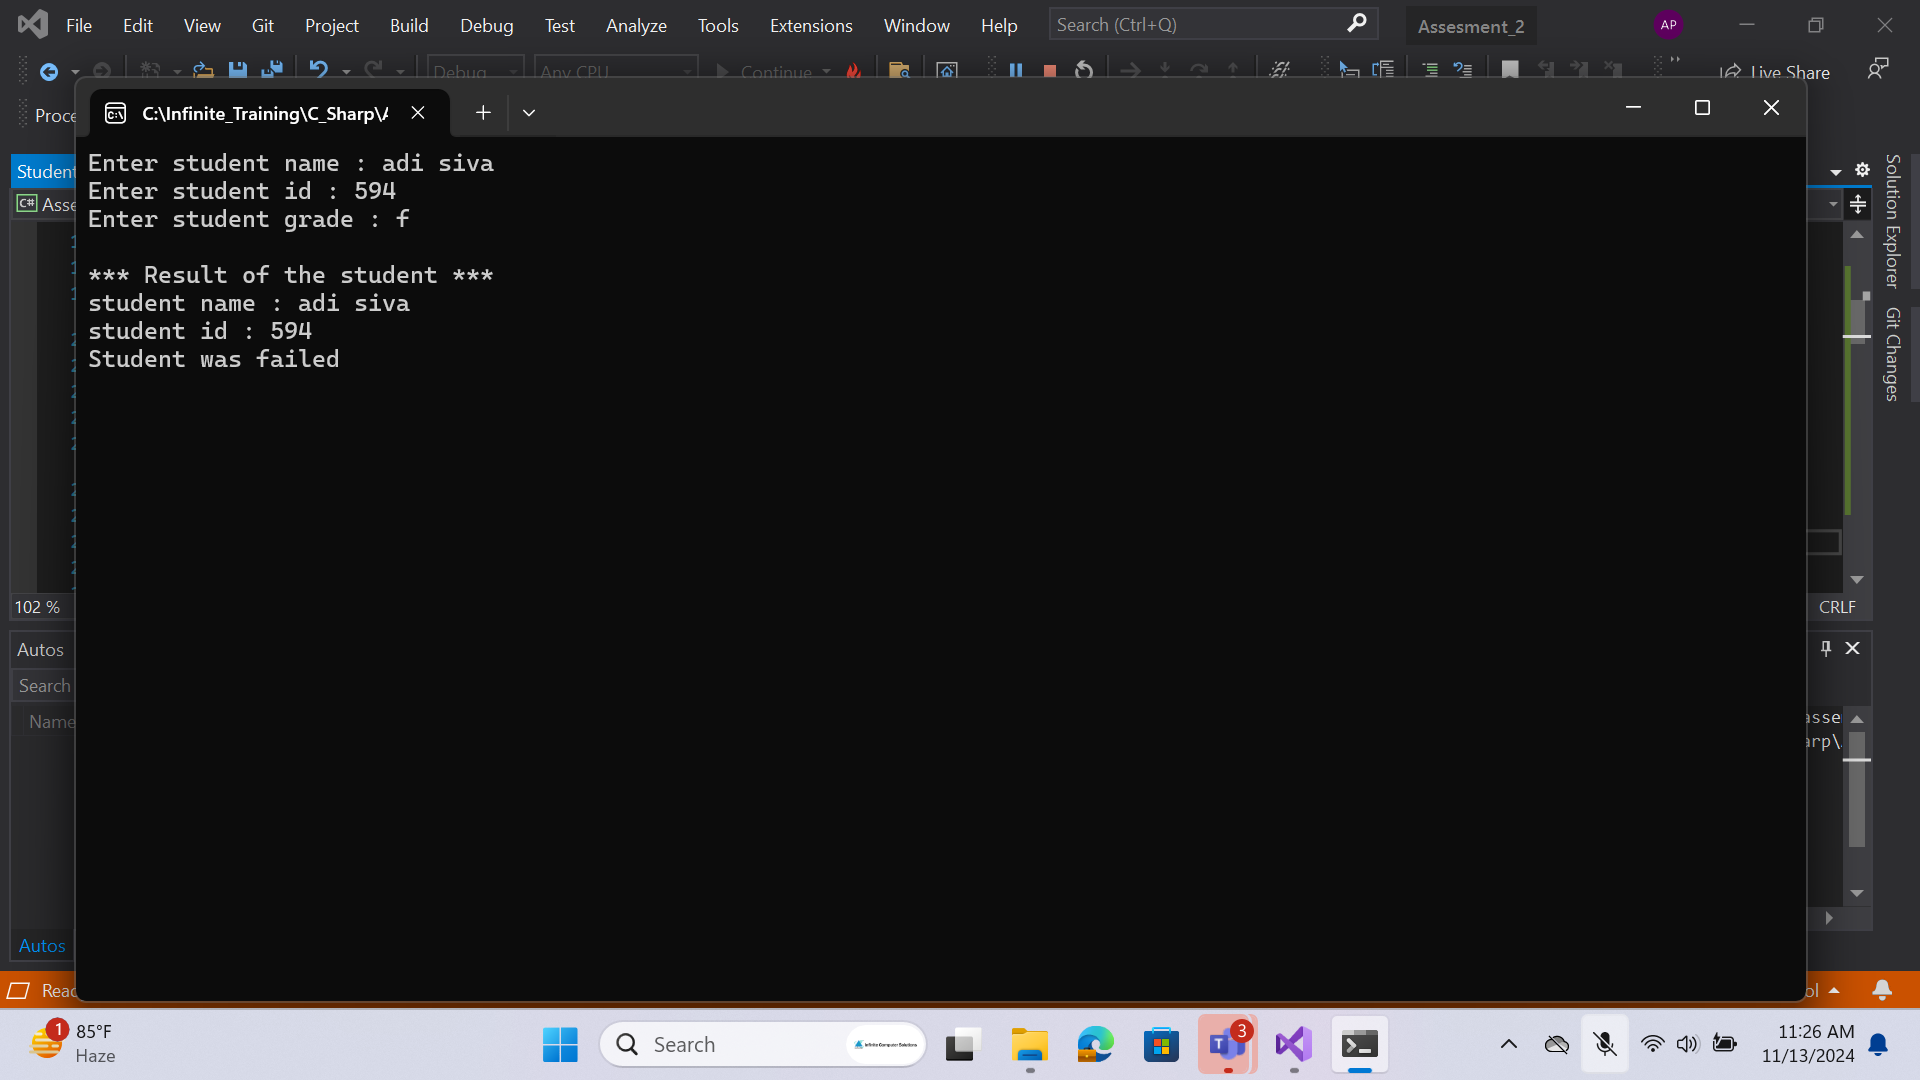 File Edit View Git Project Build Debug Test Analyze Tools Extensions Window Help Search (Ctrl+Q) Assesment_2 AP
Debug Any CPU Continue Live Share
C:\Infinite_Training\C_Sharp\A
Enter student name : adi siva
Enter student id : 594
Enter student grade : f
*** Result of the student ***
student name : adi siva
student id : 594
Student was failed
Proce
Student
C# Asse
102 %
Autos
Search
Name
Autos
Read
Solution Explorer
Git Changes
CRLF
asse
arp\
ol
1
85°F
Haze
Search
Infinite Computer Solutions
3
11:26 AM
11/13/2024